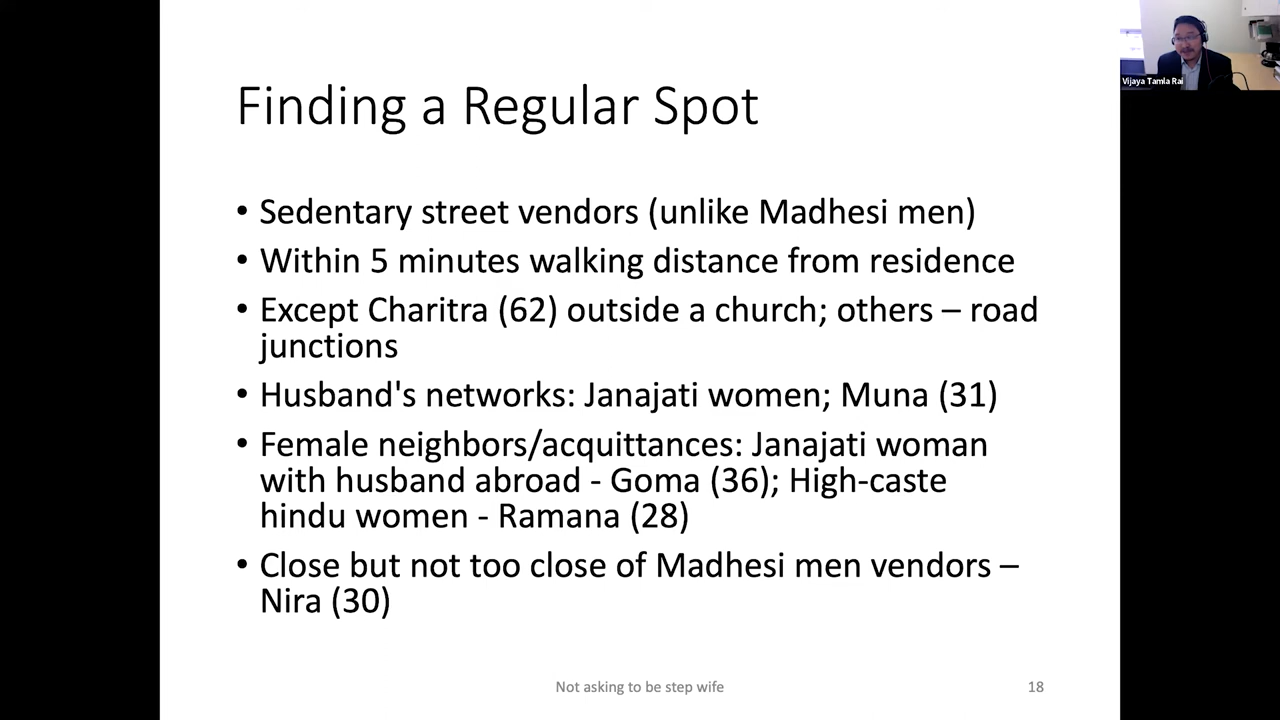 Vijaya Tamla Rai
Finding a Regular Spot
• Sedentary street vendors (unlike Madhesi men)
• Within 5 minutes walking distance from residence
• Except Charitra (62) outside a church; others – road
junctions
• Husband's networks: Janajati women; Muna (31)
• Female neighbors/acquittances: Janajati woman
with husband abroad - Goma (36); High-caste
hindu women - Ramana (28)
• Close but not too close of Madhesi men vendors –
Nira (30)
Not asking to be step wife
18